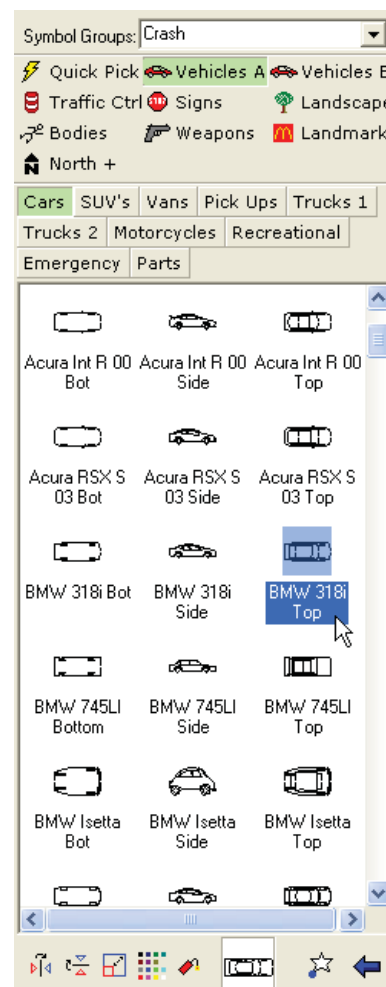 Symbol Groups: Crash
Quick Pick Vehicles A Vehicles B
Traffic Ctrl Signs Landscape
Bodies Weapons Landmark
North +
Cars SUV's Vans Pick Ups Trucks 1
Trucks 2 Motorcycles Recreational
Emergency Parts
Acura Int R 00 Acura Int R 00 Acura Int R 00
Bot Side Top
Acura RSX S Acura RSX S Acura RSX S
03 Bot 03 Side 03 Top
BMW 318i Bot BMW 318i BMW 318i
Side Top
BMW 745LI BMW 745LI BMW 745LI
Bottom Side Top
BMW Isetta BMW Isetta BMW Isetta
Bot Side Top